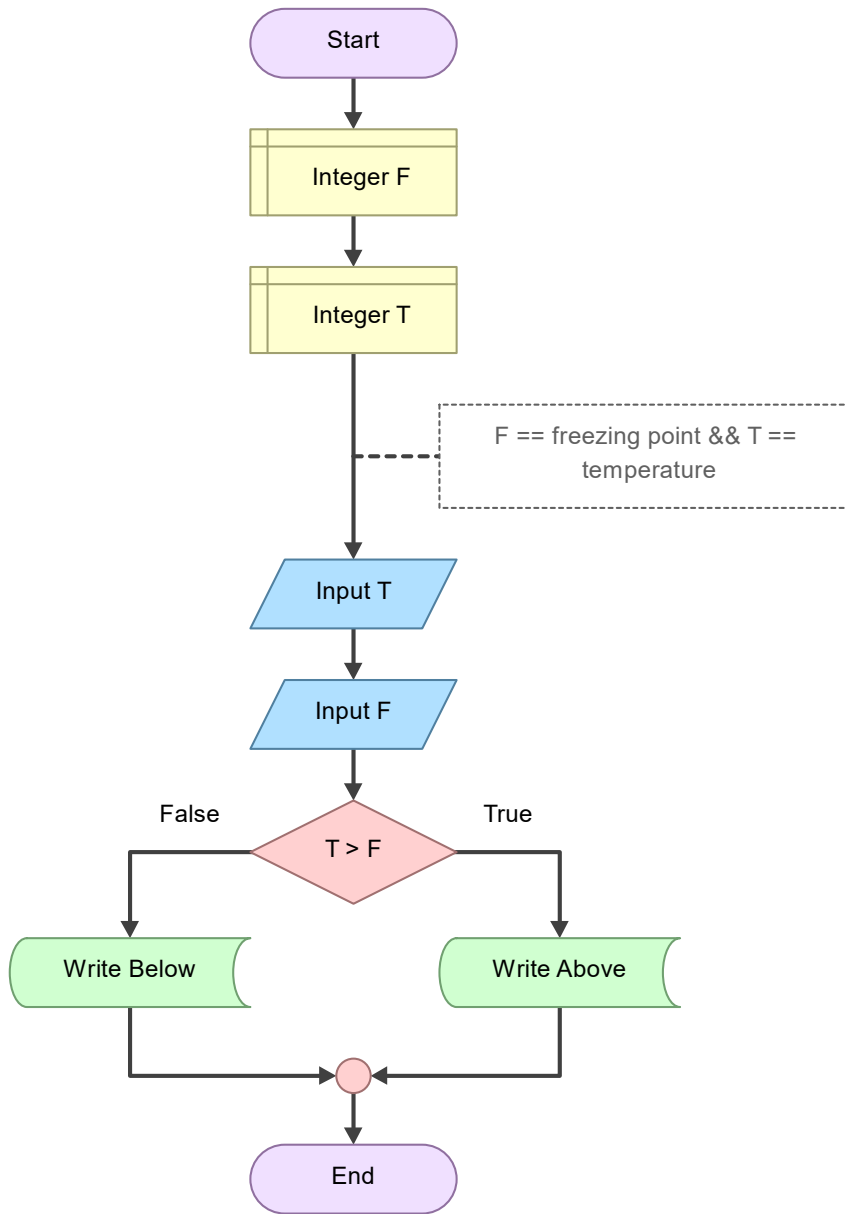 Start
Integer F
Integer T
F == freezing point && T ==
temperature
Input T
Input F
False
True
T > F
Write Below
Write Above
End